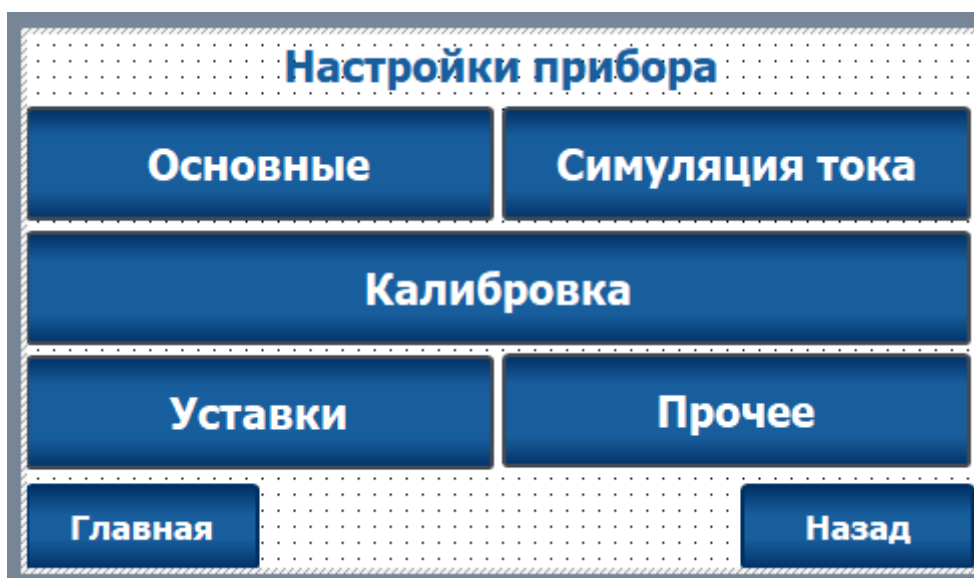 Настройки прибора
Основные
Симуляция тока
Калибровка
Уставки
Прочее
Главная
Назад